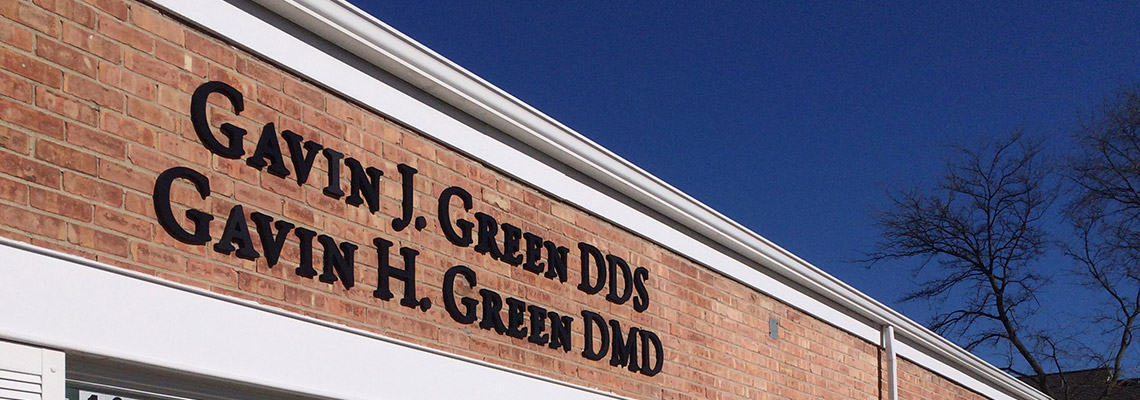 GAVIN J. GREEN DDS
GAVIN H. GREEN DMD